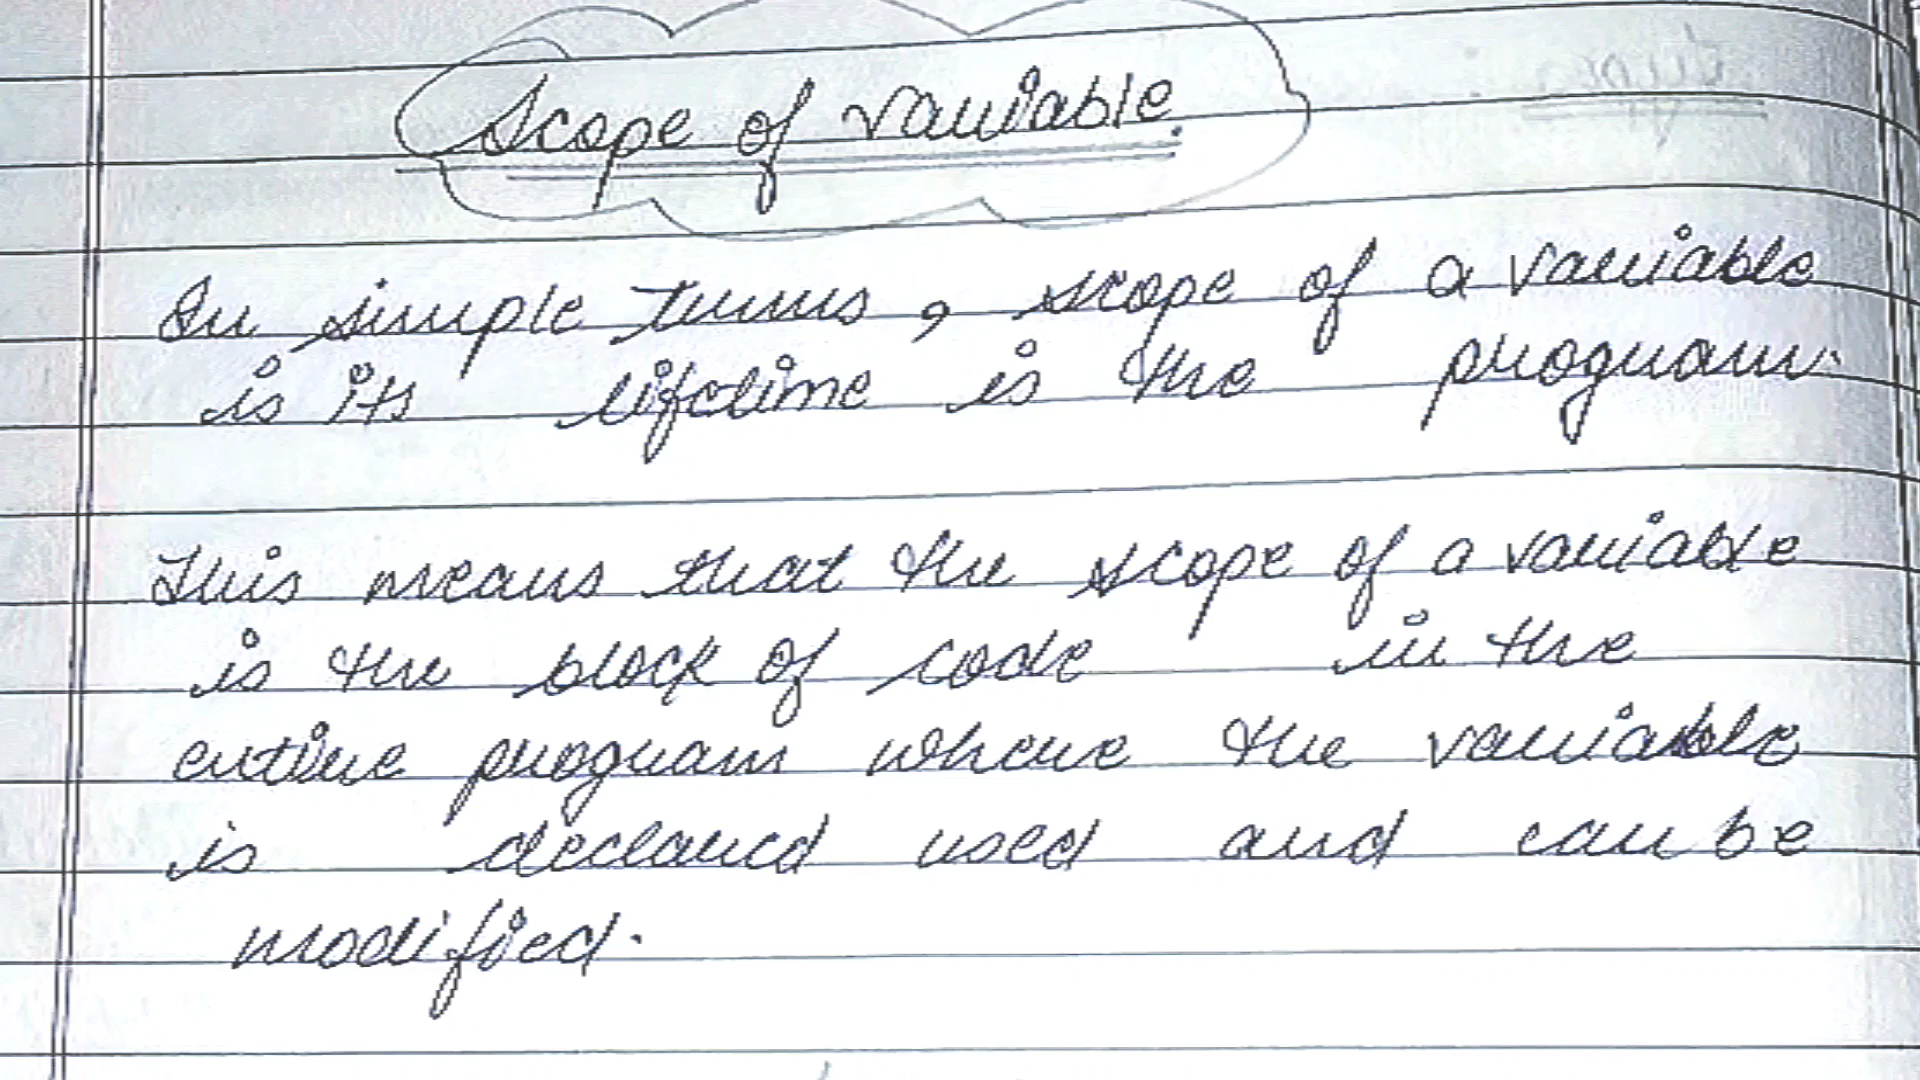 Scope of variable.
In simple terms, scope of a variable
is its lifetime is the program.
This means that the scope of a variable
is the block of code in the
entire program where the variable
is declared used and can be
modified.